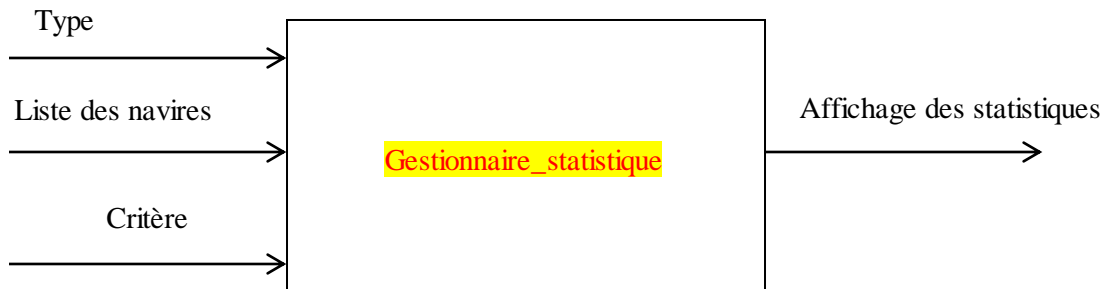 Type
Liste des navires
Affichage des statistiques
Gestionnaire_statistique
Critère